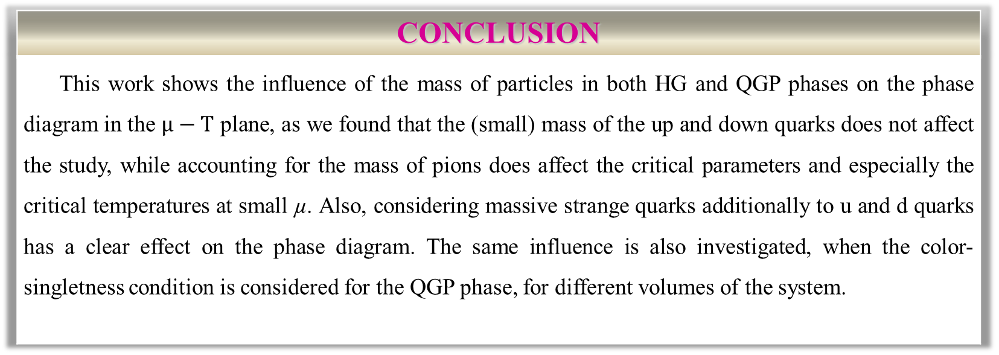 CONCLUSION
This work shows the influence of the mass of particles in both HG and QGP phases on the phase
diagram in the μ − T plane, as we found that the (small) mass of the up and down quarks does not affect
the study, while accounting for the mass of pions does affect the critical parameters and especially the
critical temperatures at small μ. Also, considering massive strange quarks additionally to u and d quarks
has a clear effect on the phase diagram. The same influence is also investigated, when the color-
singletness condition is considered for the QGP phase, for different volumes of the system.